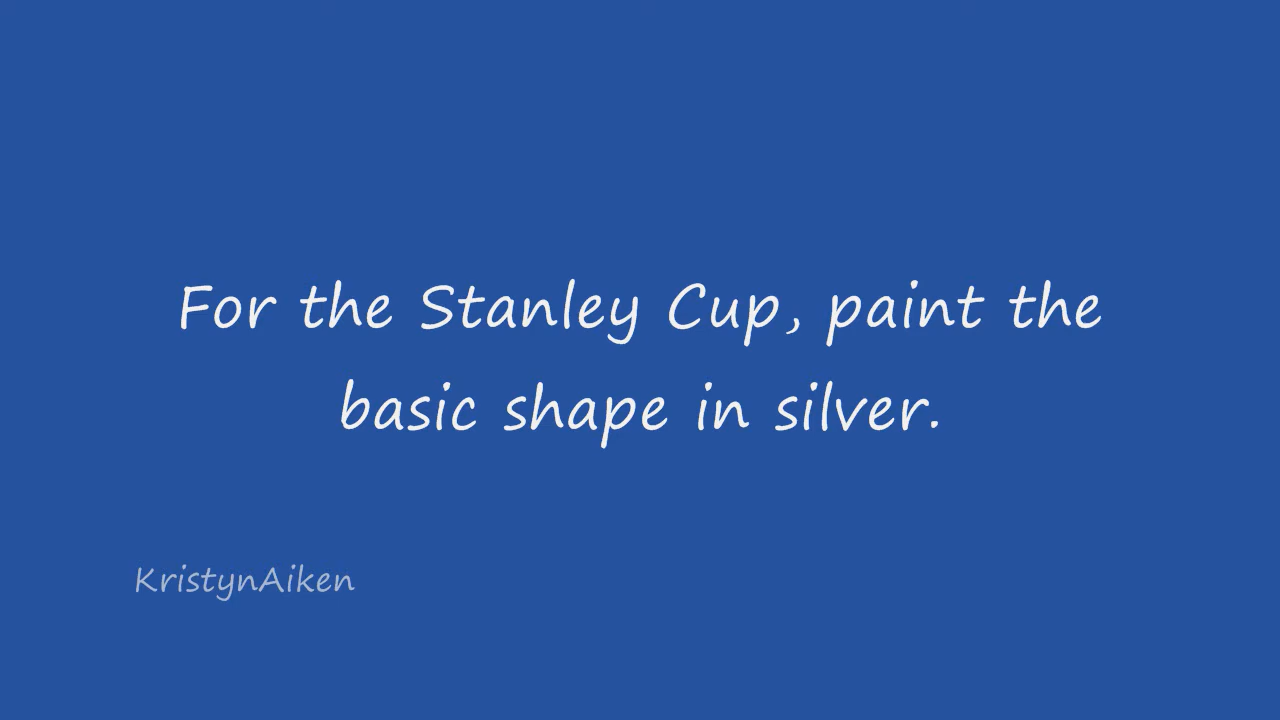 For the Stanley Cup, paint the
basic shape in silver.
KristynAiken